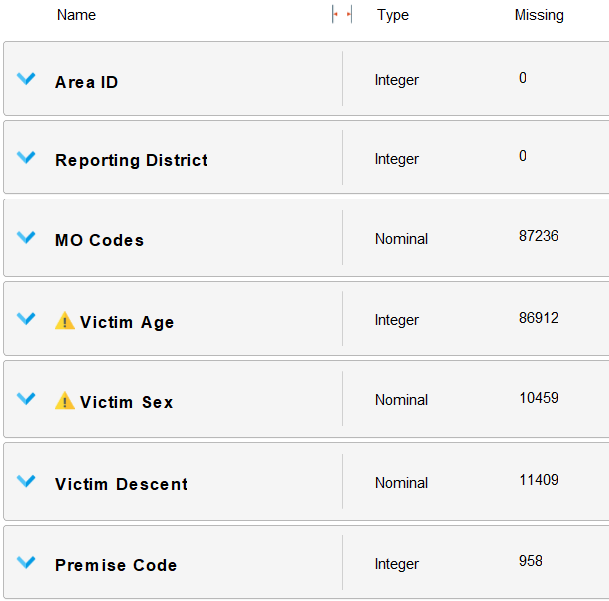 Name Type Missing
Area ID Integer 0
Reporting District Integer 0
MO Codes Nominal 87236
Victim Age Integer 86912
Victim Sex Nominal 10459
Victim Descent Nominal 11409
Premise Code Integer 958